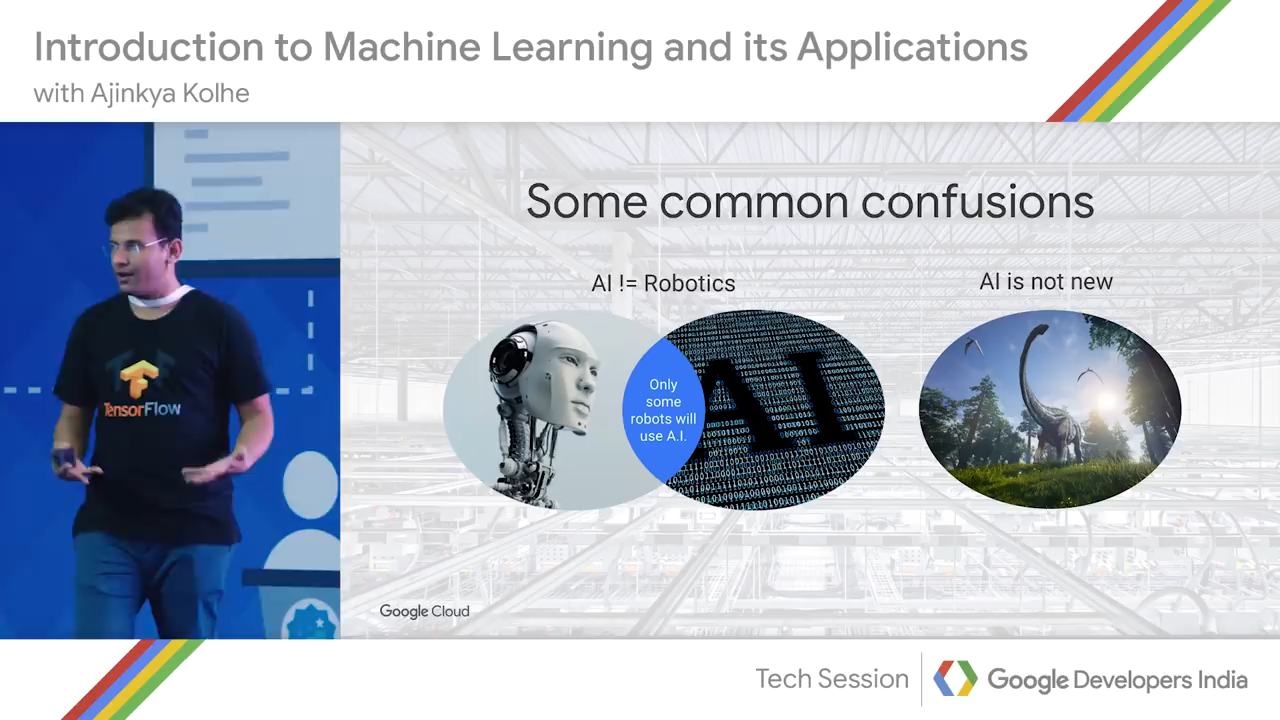 Introduction to Machine Learning and its Applications
with Ajinkya Kolhe
TensorFlow
Some common confusions
AI != Robotics
AI is not new
Only
some
robots will
use A.I.
AI
Google Cloud
Tech Session
Google Developers India